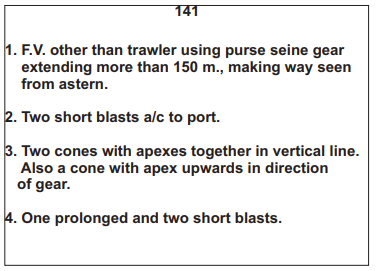 141
1. F.V. other than trawler using purse seine gear
extending more than 150 m., making way seen
from astern.
2. Two short blasts a/c to port.
3. Two cones with apexes together in vertical line.
Also a cone with apex upwards in direction
of gear.
4. One prolonged and two short blasts.